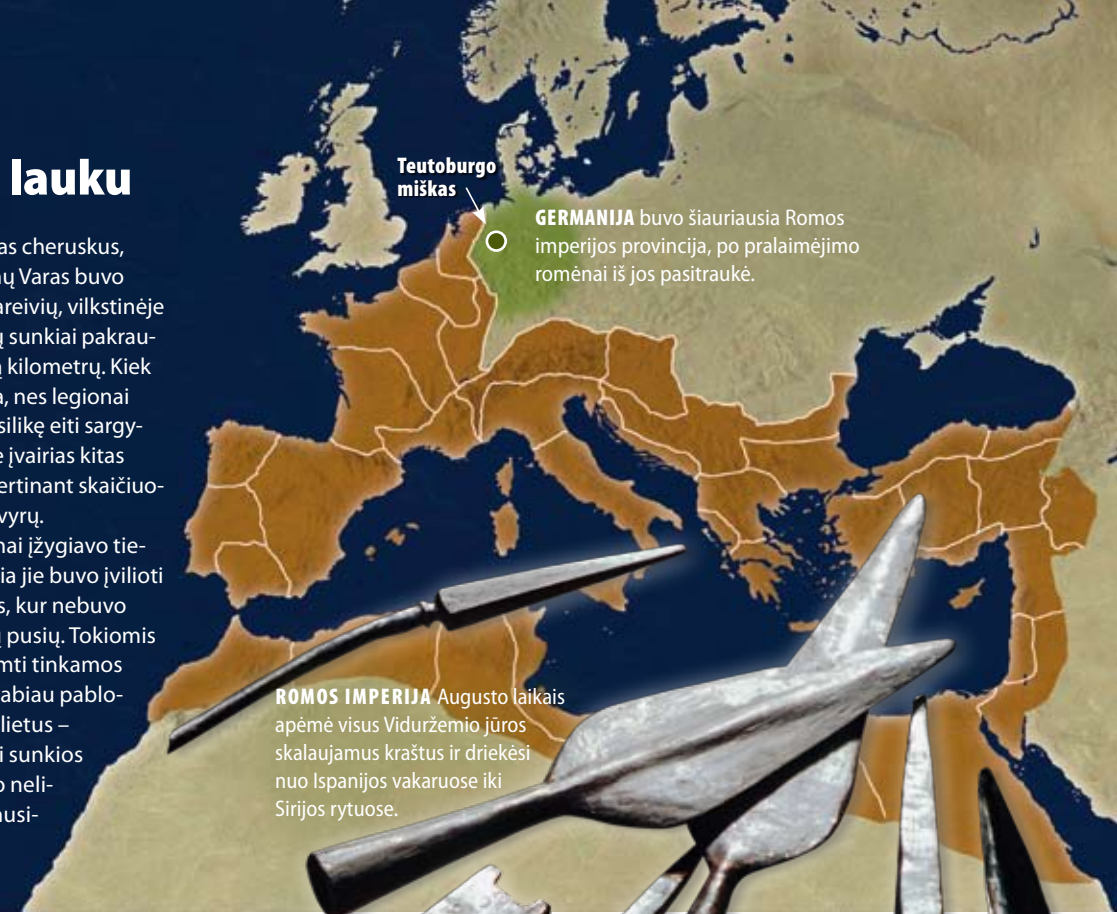 lauku
as cheruskus,
nų Varas buvo
areivių, vilkstinėje
ų sunkiai pakrau-
ą kilometrų. Kiek
a, nes legionai
silikę eiti sargy-
e įvairias kitas
ertinant skaičiuo-
vyrų.
nai įžygiavo tie-
ia jie buvo įvilioti
s, kur nebuvo
ų pusių. Tokiomis
mti tinkamos
abiau pablo-
lietus –
i sunkios
o neli-
usi-
Teutoburgo
miškas
GERMANIJA buvo šiauriausia Romos
imperijos provincija, po pralaimėjimo
romėnai iš jos pasitraukė.
ROMOS IMPERIJA Augusto laikais
apėmė visus Viduržemio jūros
skalaujamus kraštus ir driekėsi
nuo Ispanijos vakaruose iki
Sirijos rytuose.